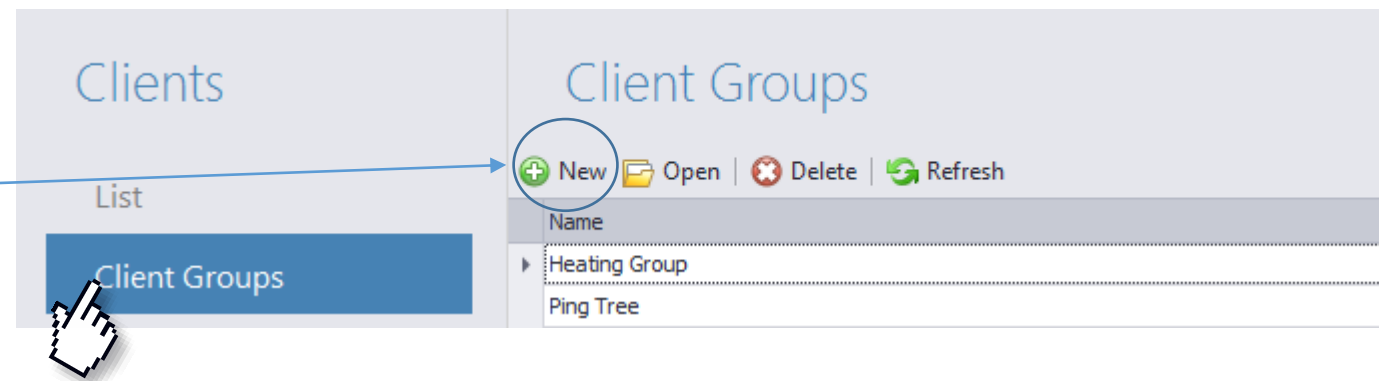 Clients
List
Client Groups
Client Groups
New Open | Delete | Refresh
Name
Heating Group
Ping Tree